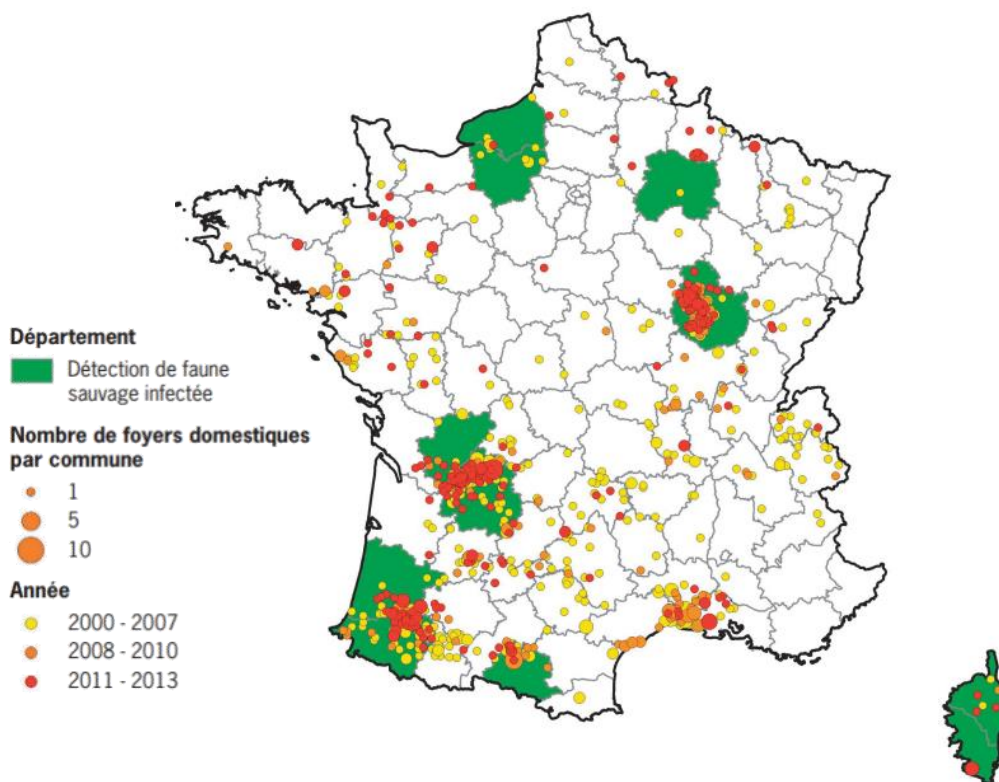 Département
Détection de faune
sauvage infectée
Nombre de foyers domestiques
par commune
1
5
10
Année
2000 - 2007
2008 - 2010
2011 - 2013